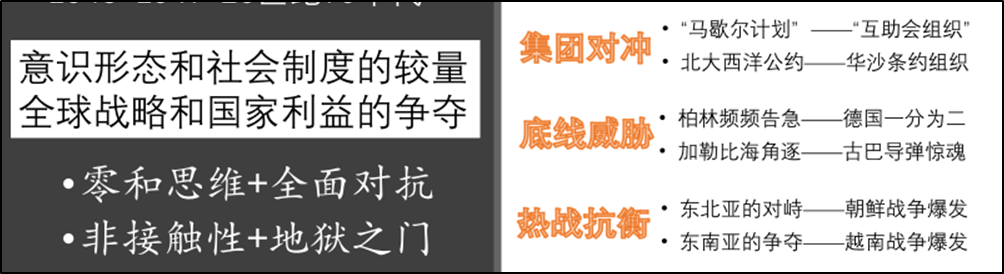 意识形态和社会制度的较量
全球战略和国家利益的争夺
•零和思维+全面对抗
•非接触性+地狱之门
集团对冲
• “马歇尔计划” ——“互助会组织”
• 北大西洋公约——华沙条约组织
底线威胁
• 柏林频频告急——德国一分为二
• 加勒比海角逐——古巴导弹惊魂
热战抗衡
• 东北亚的对峙——朝鲜战争爆发
• 东南亚的争夺——越南战争爆发